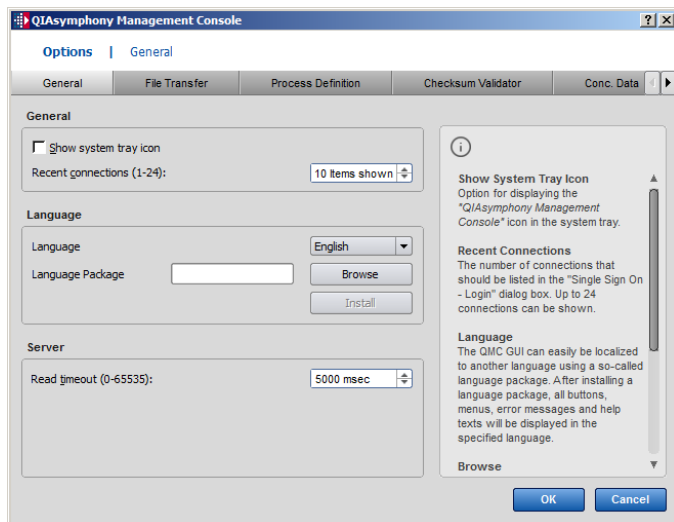 QIAsymphony Management Console
Options | General
General
File Transfer
Process Definition
Checksum Validator
Conc. Data
General
Show system tray icon
Recent connections (1-24):
10 Items shown
Language
Language
English
Language Package
Browse
Install
Server
Read timeout (0-65535):
5000 msec
Show System Tray Icon
Option for displaying the
"QIAsymphony Management
Console" icon in the system tray.
Recent Connections
The number of connections that
should be listed in the "Single Sign On
- Login" dialog box. Up to 24
connections can be shown.
Language
The QMC GUI can easily be localized
to another language using a so-called
language package. After installing a
language package, all buttons,
menus, error messages and help
texts will be displayed in the
specified language.
Browse
OK
Cancel